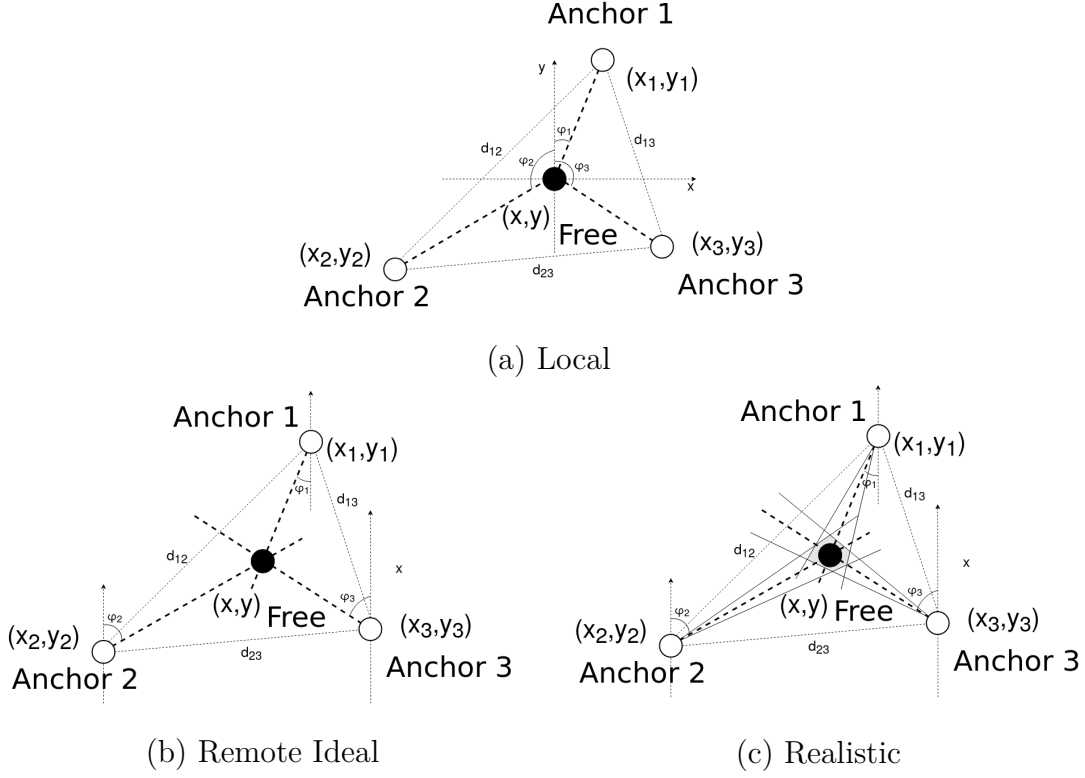 Anchor 1
y
(x₁,y₁)
φ₁
d₁₂
d₁₃
φ₂
φ₃
x
(x,y)
Free
(x₂,y₂)
(x₃,y₃)
d₂₃
Anchor 2
Anchor 3
(a) Local
Anchor 1
(x₁,y₁)
φ₁
d₁₃
d₁₂
x
φ₂
φ₃
(x,y)
Free
(x₂,y₂)
(x₃,y₃)
d₂₃
Anchor 2
Anchor 3
(b) Remote Ideal
Anchor 1
(x₁,y₁)
φ₁
d₁₃
d₁₂
x
φ₂
φ₃
(x,y)
Free
(x₂,y₂)
(x₃,y₃)
d₂₃
Anchor 2
Anchor 3
(c) Realistic